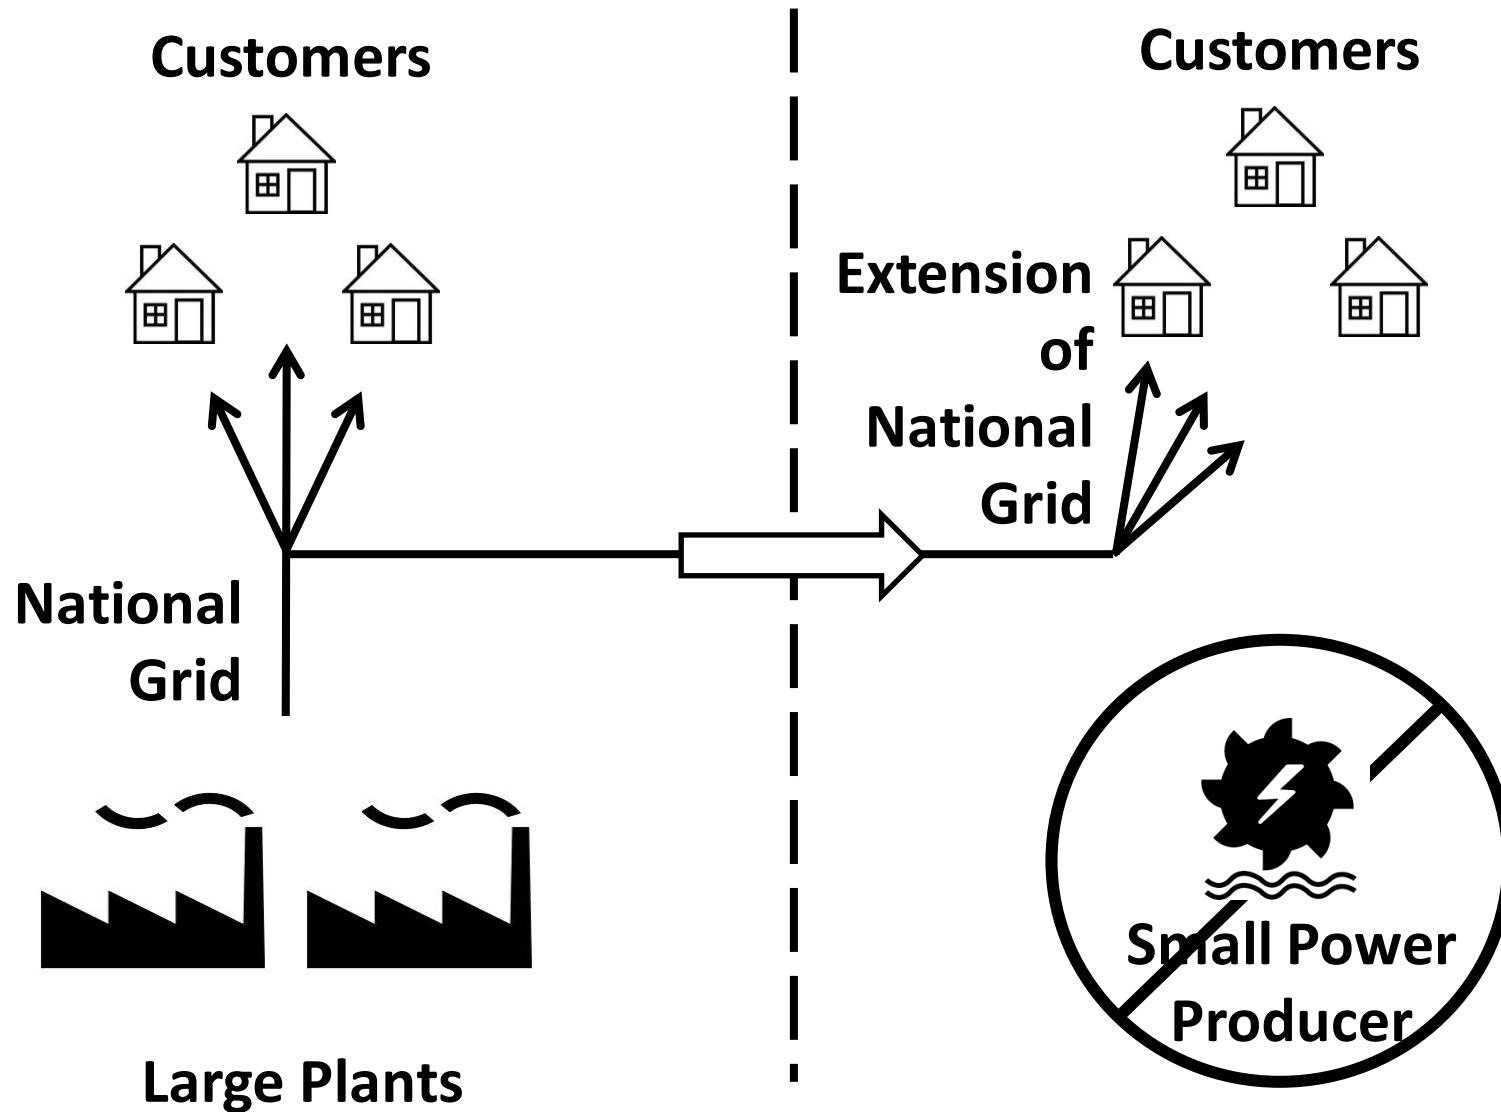 Customers
National
Grid
Large Plants
Customers
Extension
of
National
Grid
Small Power
Producer